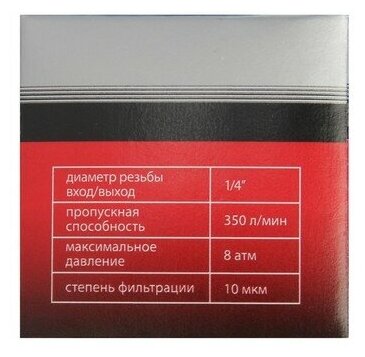 диаметр резьбы
вход/выход
1/4”
пропускная
способность
350 л/мин
максимальное
давление
8 атм
степень фильтрации
10 мкм